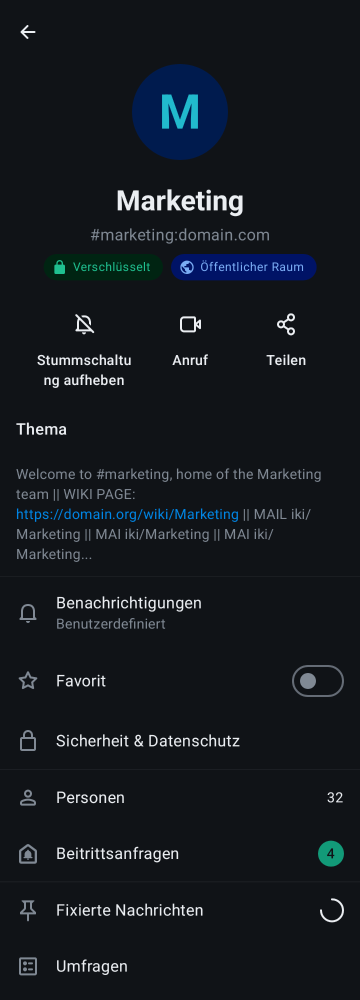 M
Marketing
#marketing:domain.com
Verschlüsselt
Öffentlicher Raum
Stummschaltu
ng aufheben
Anruf
Teilen
Thema
Welcome to #marketing, home of the Marketing
team || WIKI PAGE:
https://domain.org/wiki/Marketing || MAIL iki/
Marketing || MAI iki/Marketing || MAI iki/
Marketing...
Benachrichtigungen
Benutzerdefiniert
Favorit
Sicherheit & Datenschutz
Personen 32
Beitrittsanfragen 4
Fixierte Nachrichten
Umfragen